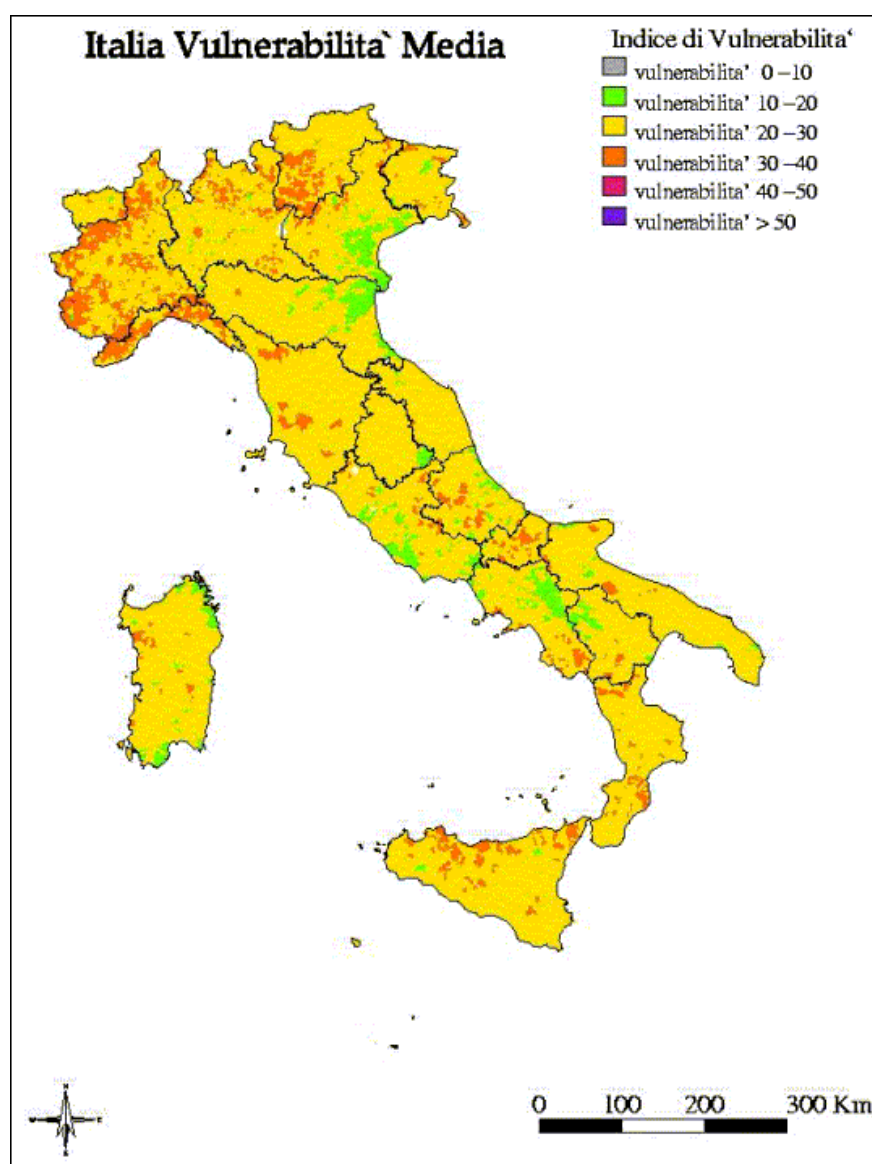 Italia Vulnerabilita` Media
Indice di Vulnerabilita‘
vulnerabilita’ 0 –10
vulnerabilita’ 10 –20
vulnerabilita’ 20 –30
vulnerabilita’ 30 –40
vulnerabilita’ 40 –50
vulnerabilita’ > 50
N
W E
S
0 100 200 300 Km